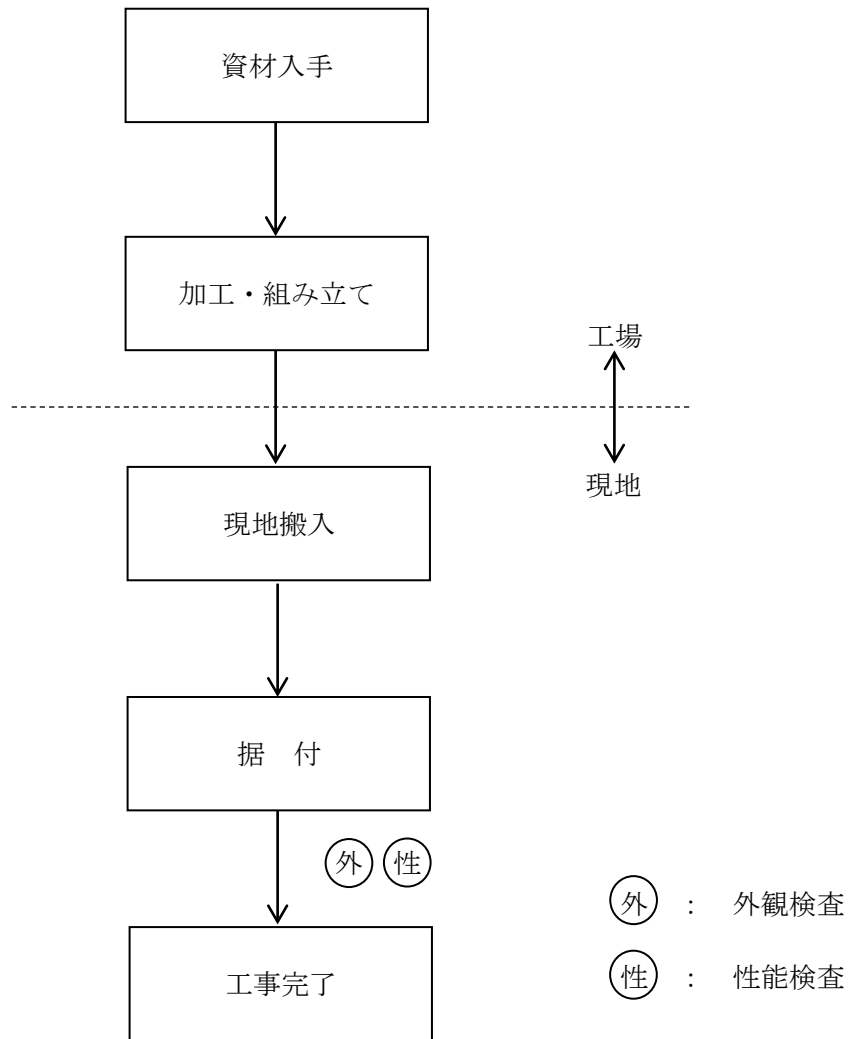 資材入手
加工・組み立て
工場
現地
現地搬入
据　付
外 性
外 : 外観検査
工事完了
性 : 性能検査